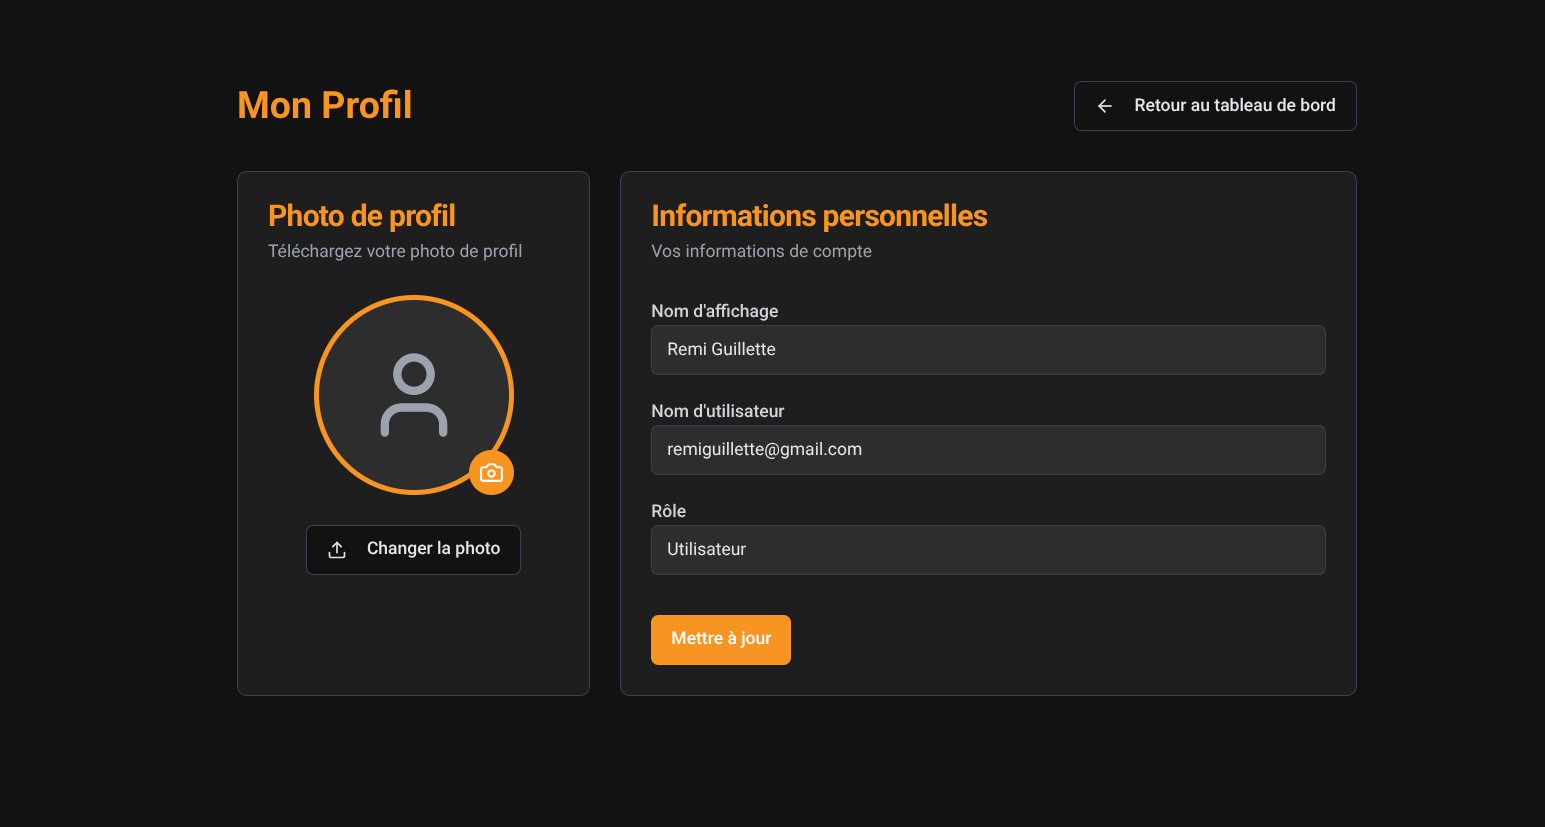 Mon Profil
Retour au tableau de bord
Photo de profil
Téléchargez votre photo de profil
Changer la photo
Informations personnelles
Vos informations de compte
Nom d'affichage
Remi Guillette
Nom d'utilisateur
remiguillette@gmail.com
Rôle
Utilisateur
Mettre à jour